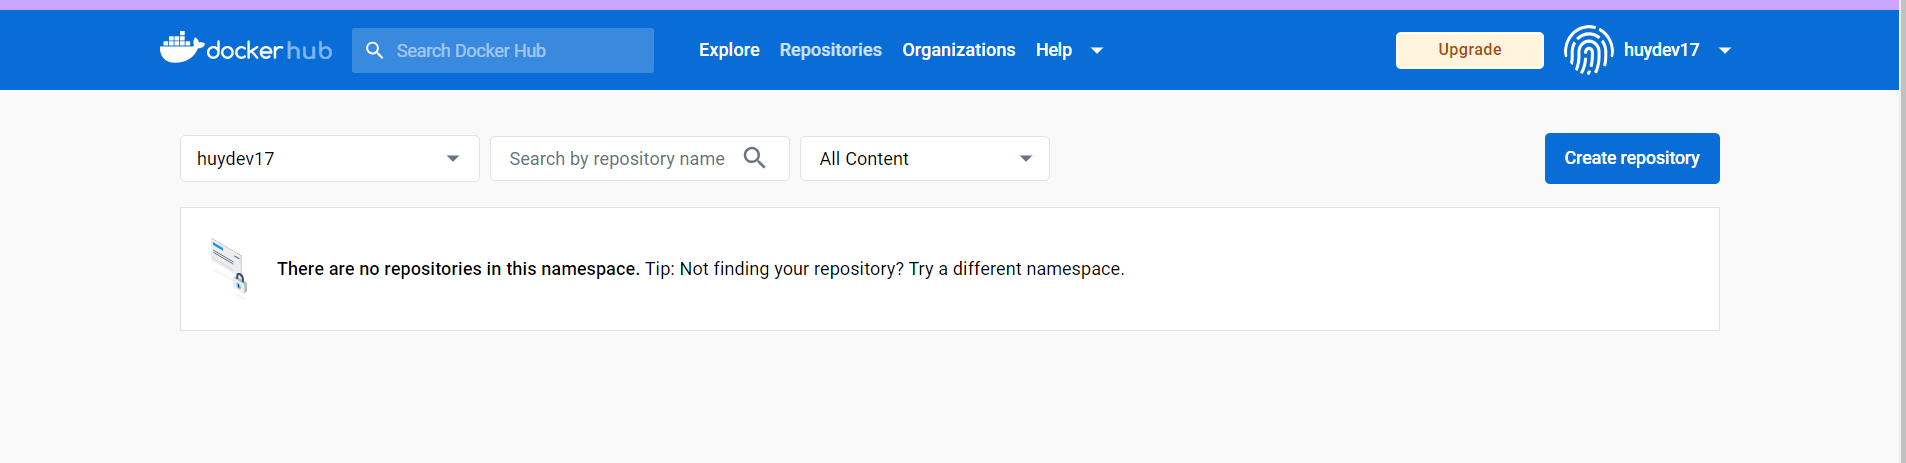 docker hub
Search Docker Hub
Explore Repositories Organizations Help
Upgrade
huydev17
huydev17
Search by repository name
All Content
Create repository
There are no repositories in this namespace. Tip: Not finding your repository? Try a different namespace.